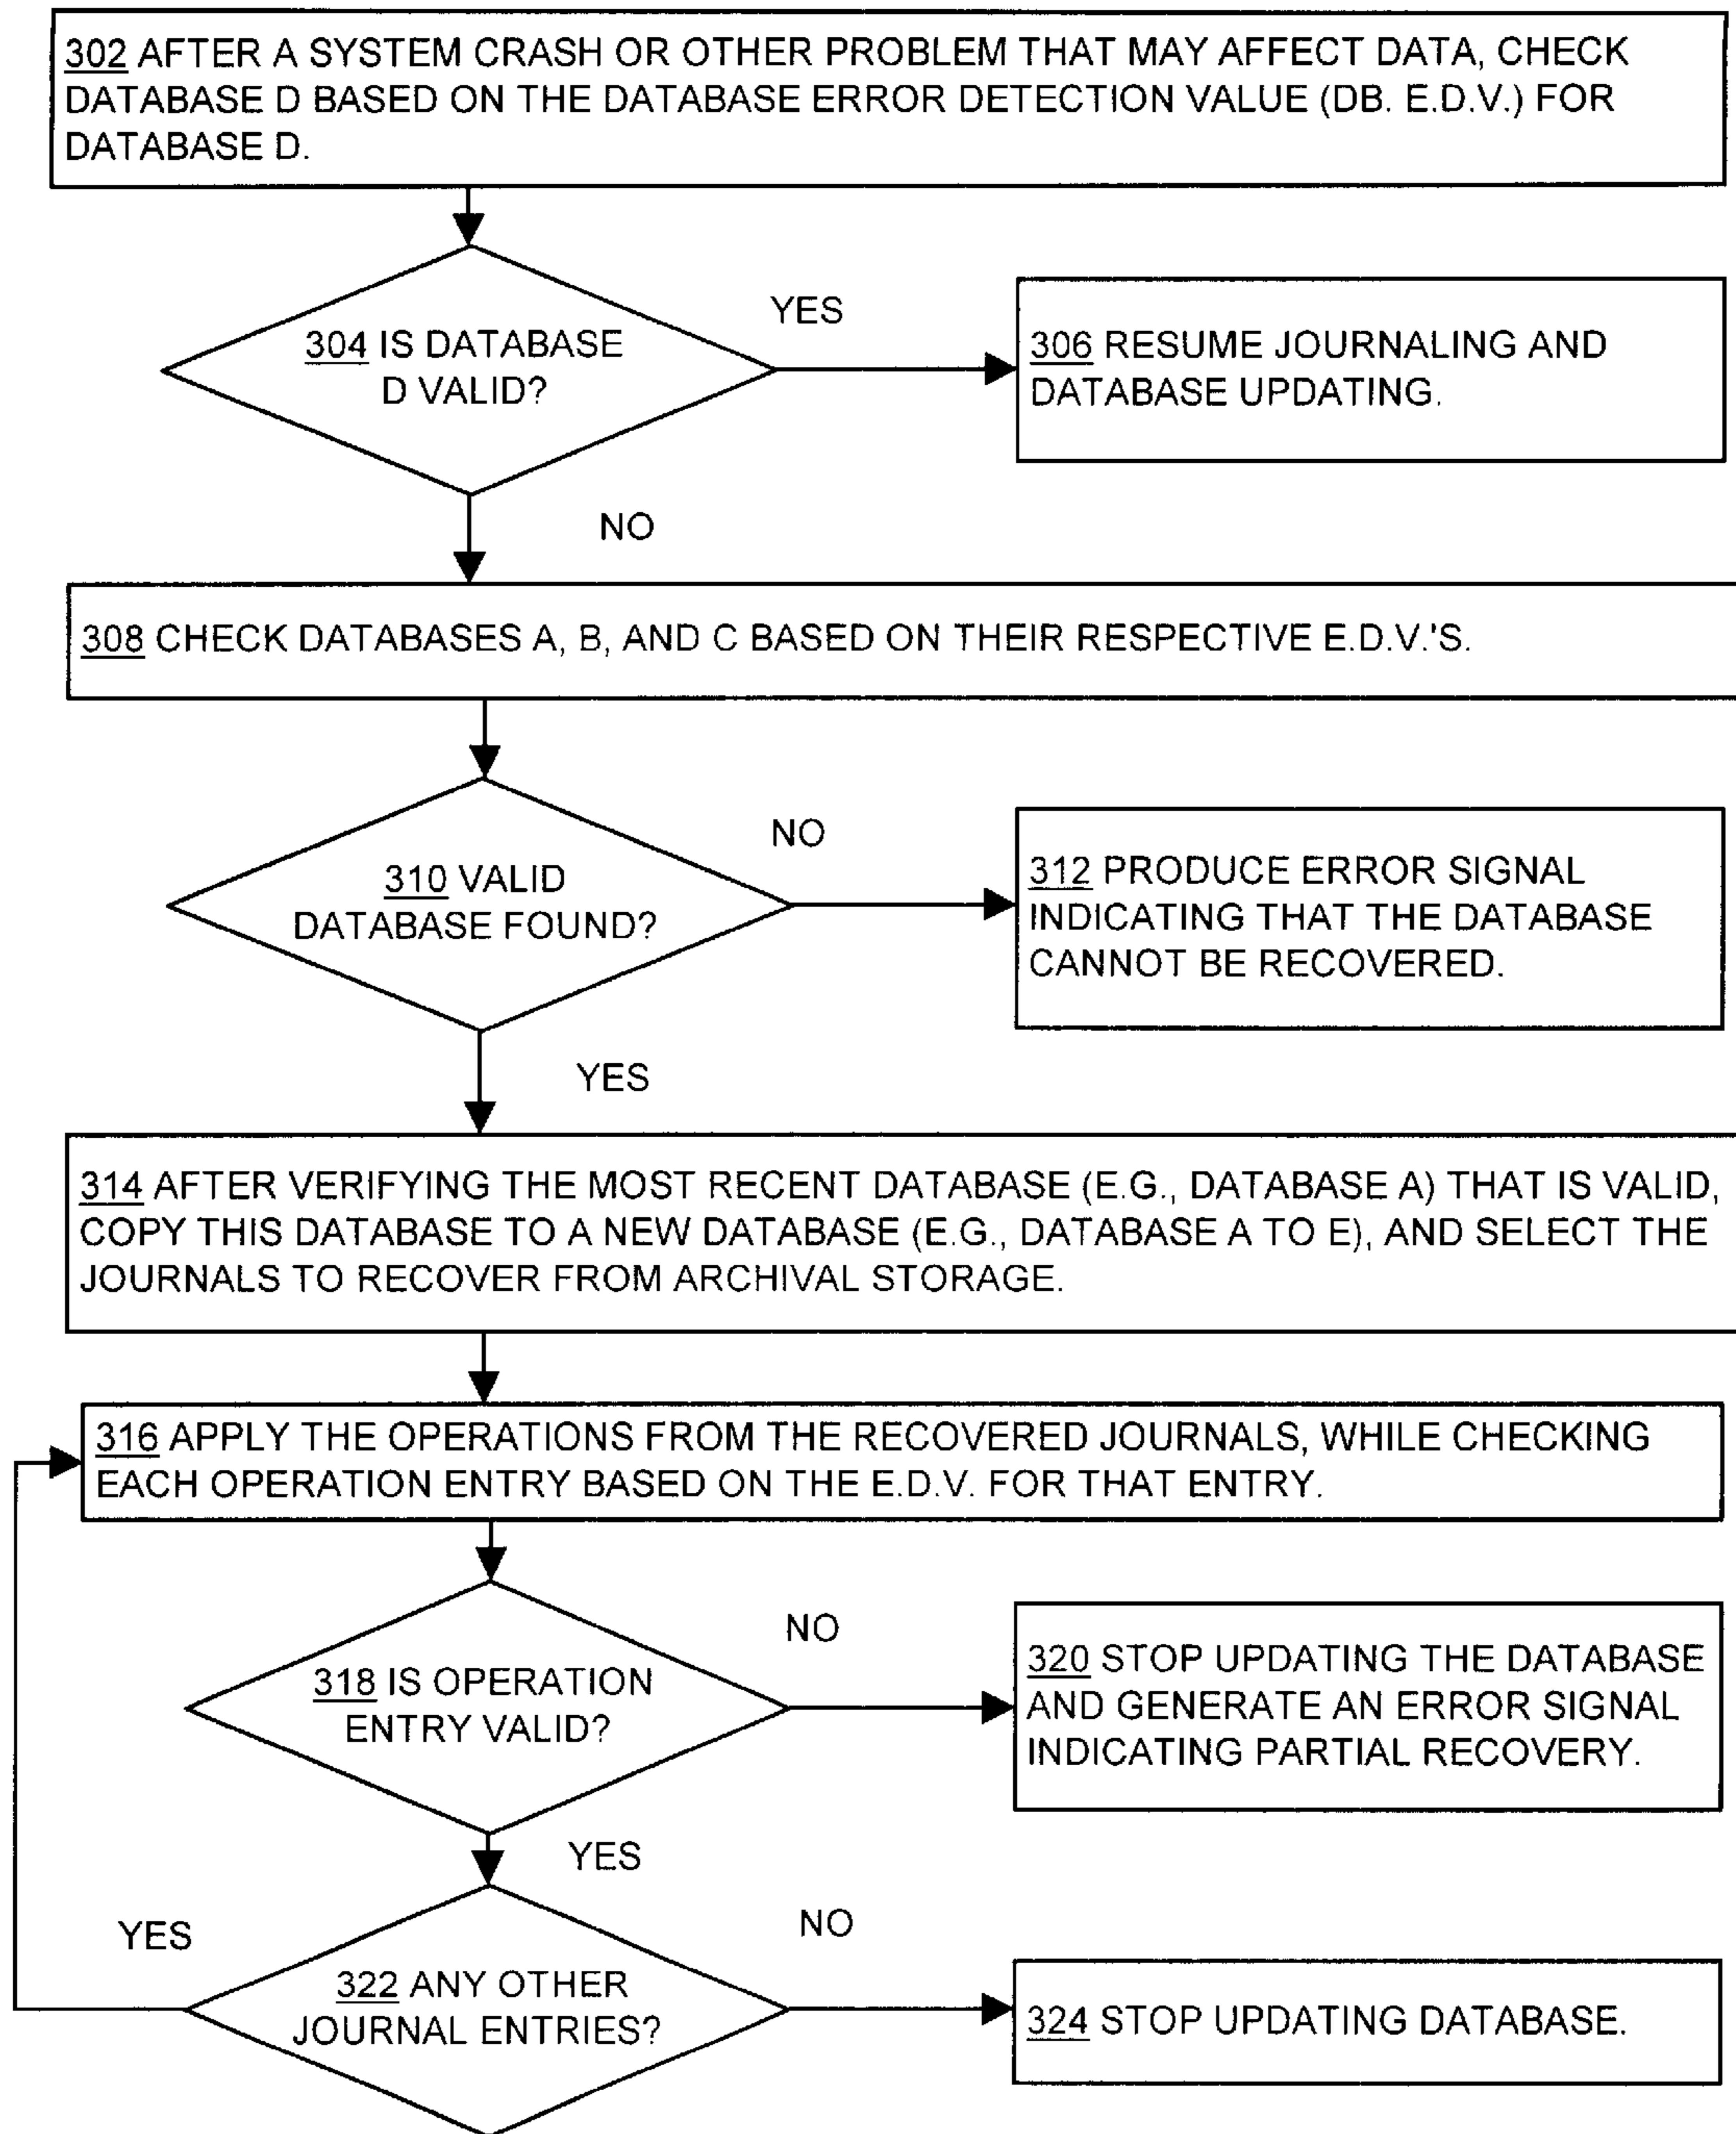 302 AFTER A SYSTEM CRASH OR OTHER PROBLEM THAT MAY AFFECT DATA, CHECK
DATABASE D BASED ON THE DATABASE ERROR DETECTION VALUE (DB. E.D.V.) FOR
DATABASE D.
304 IS DATABASE
D VALID?
YES
306 RESUME JOURNALING AND
DATABASE UPDATING.
NO
308 CHECK DATABASES A, B, AND C BASED ON THEIR RESPECTIVE E.D.V.'S.
310 VALID
DATABASE FOUND?
NO
312 PRODUCE ERROR SIGNAL
INDICATING THAT THE DATABASE
CANNOT BE RECOVERED.
YES
314 AFTER VERIFYING THE MOST RECENT DATABASE (E.G., DATABASE A) THAT IS VALID,
COPY THIS DATABASE TO A NEW DATABASE (E.G., DATABASE A TO E), AND SELECT THE
JOURNALS TO RECOVER FROM ARCHIVAL STORAGE.
316 APPLY THE OPERATIONS FROM THE RECOVERED JOURNALS, WHILE CHECKING
EACH OPERATION ENTRY BASED ON THE E.D.V. FOR THAT ENTRY.
318 IS OPERATION
ENTRY VALID?
NO
320 STOP UPDATING THE DATABASE
AND GENERATE AN ERROR SIGNAL
INDICATING PARTIAL RECOVERY.
YES
YES
322 ANY OTHER
JOURNAL ENTRIES?
NO
324 STOP UPDATING DATABASE.